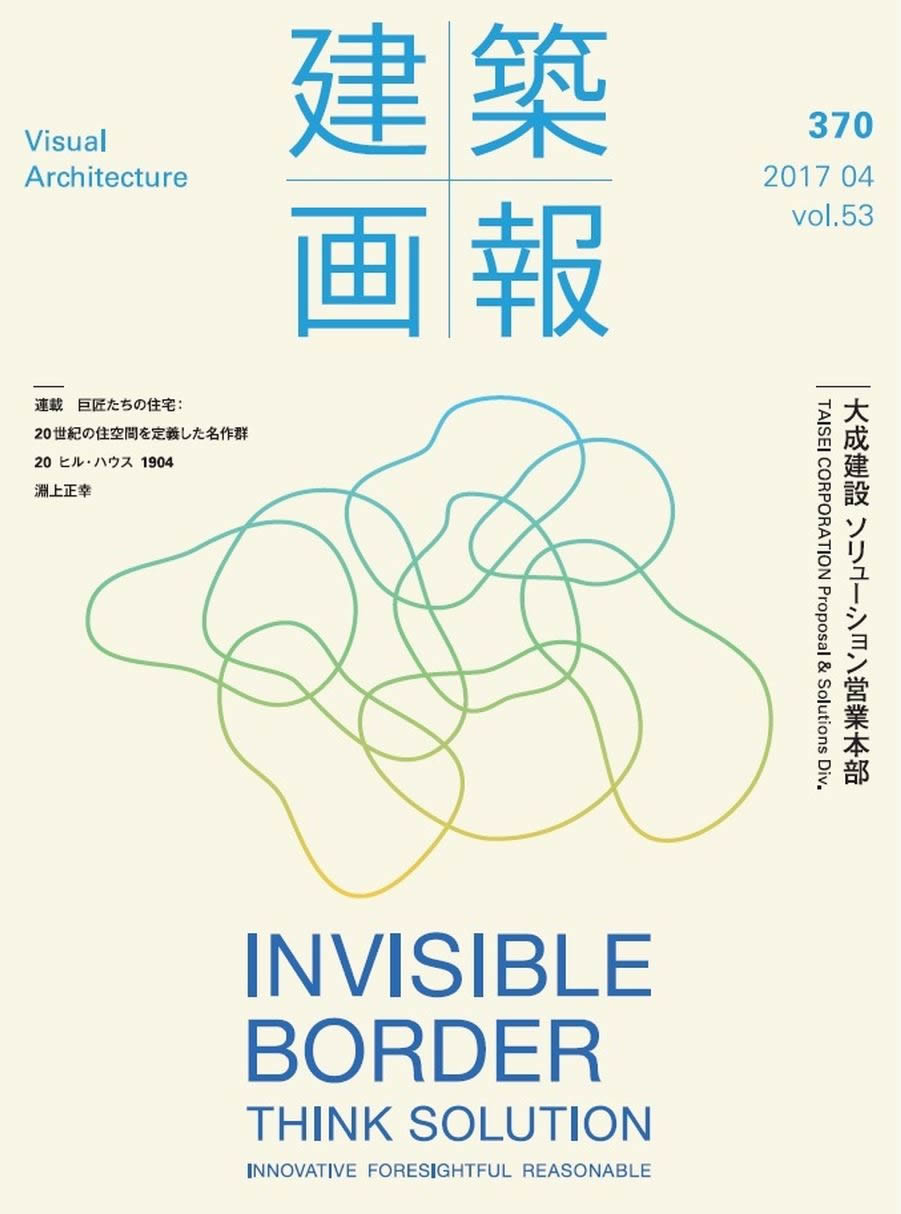 建築
画報
Visual
Architecture
370
2017 04
vol.53
連載 巨匠たちの住宅：
20世紀の住空間を定義した名作群
20 ヒル・ハウス 1904
淵上正幸
大成建設 ソリューション営業本部
TAISEI CORPORATION Proposal & Solutions Div.
INVISIBLE
BORDER
THINK SOLUTION
INNOVATIVE FORESIGHTFUL REASONABLE